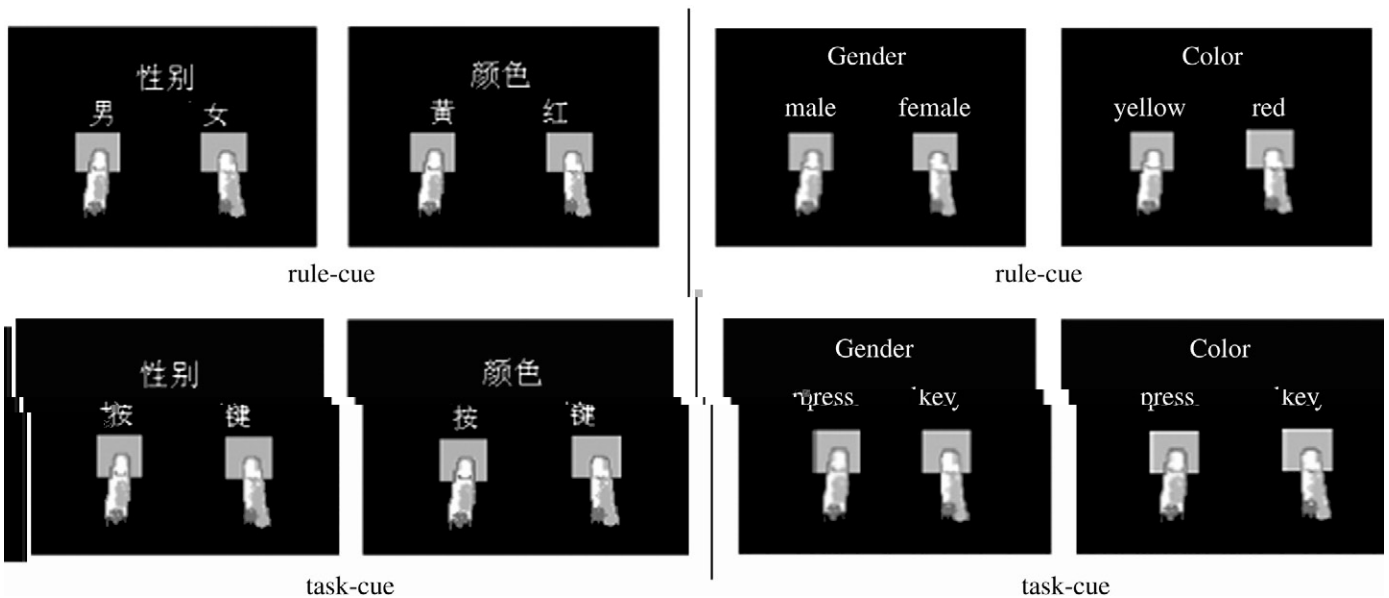 性别
男 女
颜色
黄 红
rule-cue
Gender
male female
Color
yellow red
rule-cue
性别
按 键
颜色
按 键
task-cue
Gender
press key
Color
press key
task-cue